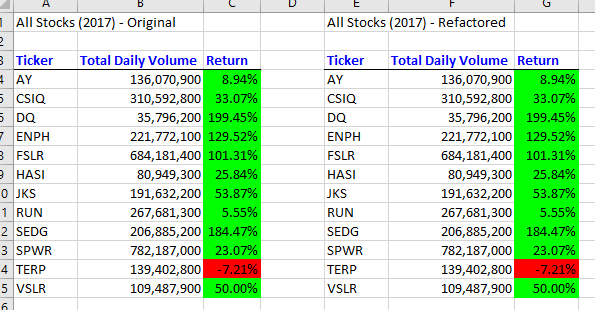 A B C D E F G
1 All Stocks (2017) - Original All Stocks (2017) - Refactored
2
3 Ticker Total Daily Volume Return Ticker Total Daily Volume Return
4 AY 136,070,900 8.94% AY 136,070,900 8.94%
5 CSIQ 310,592,800 33.07% CSIQ 310,592,800 33.07%
6 DQ 35,796,200 199.45% DQ 35,796,200 199.45%
7 ENPH 221,772,100 129.52% ENPH 221,772,100 129.52%
8 FSLR 684,181,400 101.31% FSLR 684,181,400 101.31%
9 HASI 80,949,300 25.84% HASI 80,949,300 25.84%
0 JKS 191,632,200 53.87% JKS 191,632,200 53.87%
1 RUN 267,681,300 5.55% RUN 267,681,300 5.55%
2 SEDG 206,885,200 184.47% SEDG 206,885,200 184.47%
3 SPWR 782,187,000 23.07% SPWR 782,187,000 23.07%
4 TERP 139,402,800 -7.21% TERP 139,402,800 -7.21%
5 VSLR 109,487,900 50.00% VSLR 109,487,900 50.00%
6